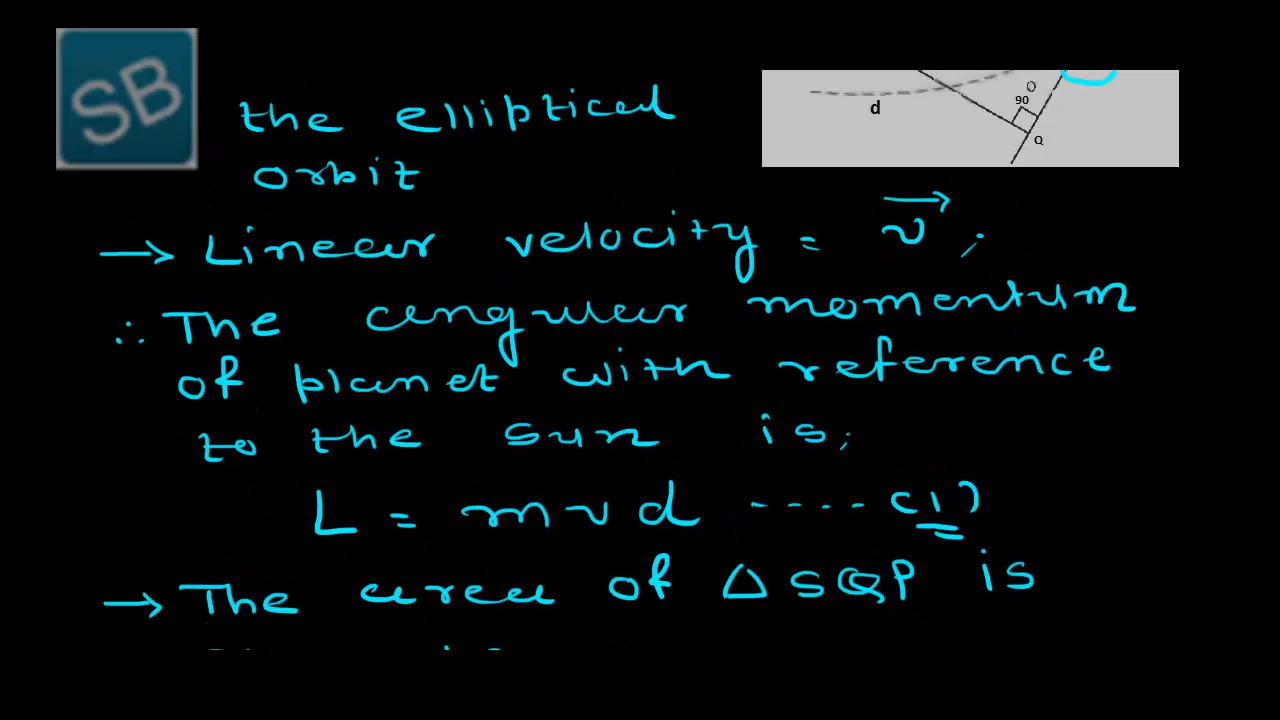 SB
the elliptical
orbit
d
90
Q
→ Linear velocity = v⃗ ;
∴ The angular momentum
of planet with reference
to the sun is;
L = m v d ---- (1)
→ The area of △ SQP is